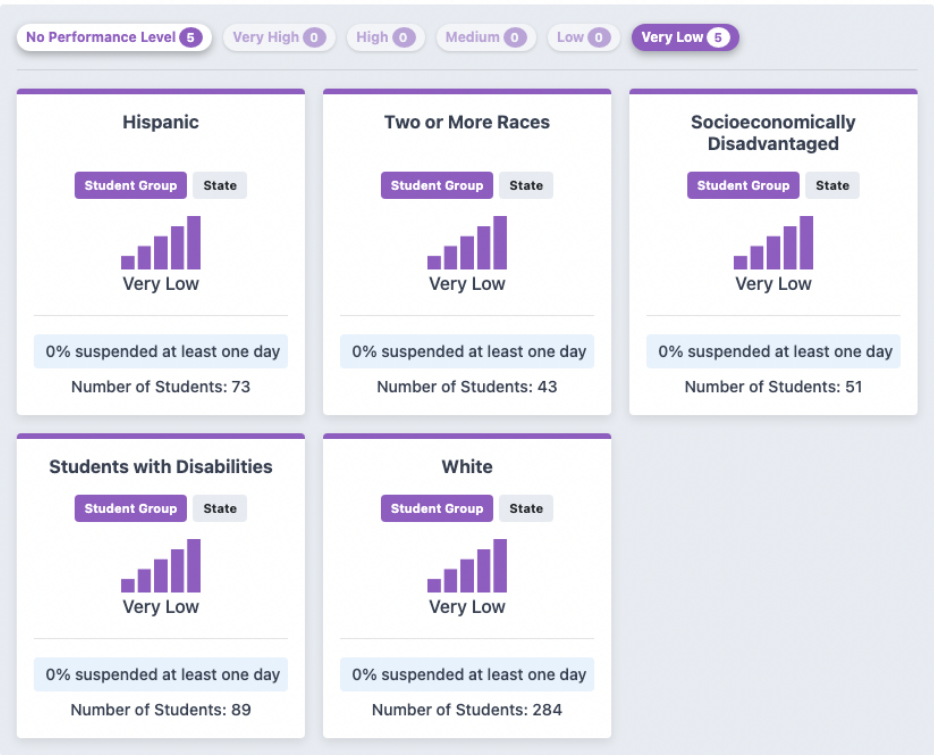 No Performance Level 5 Very High 0 High 0 Medium 0 Low 0 Very Low 5
Hispanic
Student Group State
Very Low
0% suspended at least one day
Number of Students: 73
Two or More Races
Student Group State
Very Low
0% suspended at least one day
Number of Students: 43
Socioeconomically
Disadvantaged
Student Group State
Very Low
0% suspended at least one day
Number of Students: 51
Students with Disabilities
Student Group State
Very Low
0% suspended at least one day
Number of Students: 89
White
Student Group State
Very Low
0% suspended at least one day
Number of Students: 284